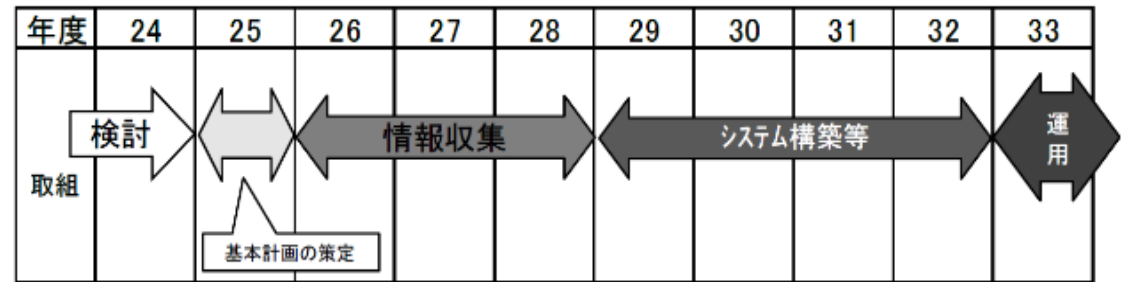 年度 24 25 26 27 28 29 30 31 32 33
取組
検討
情報収集
システム構築等
運用
基本計画の策定